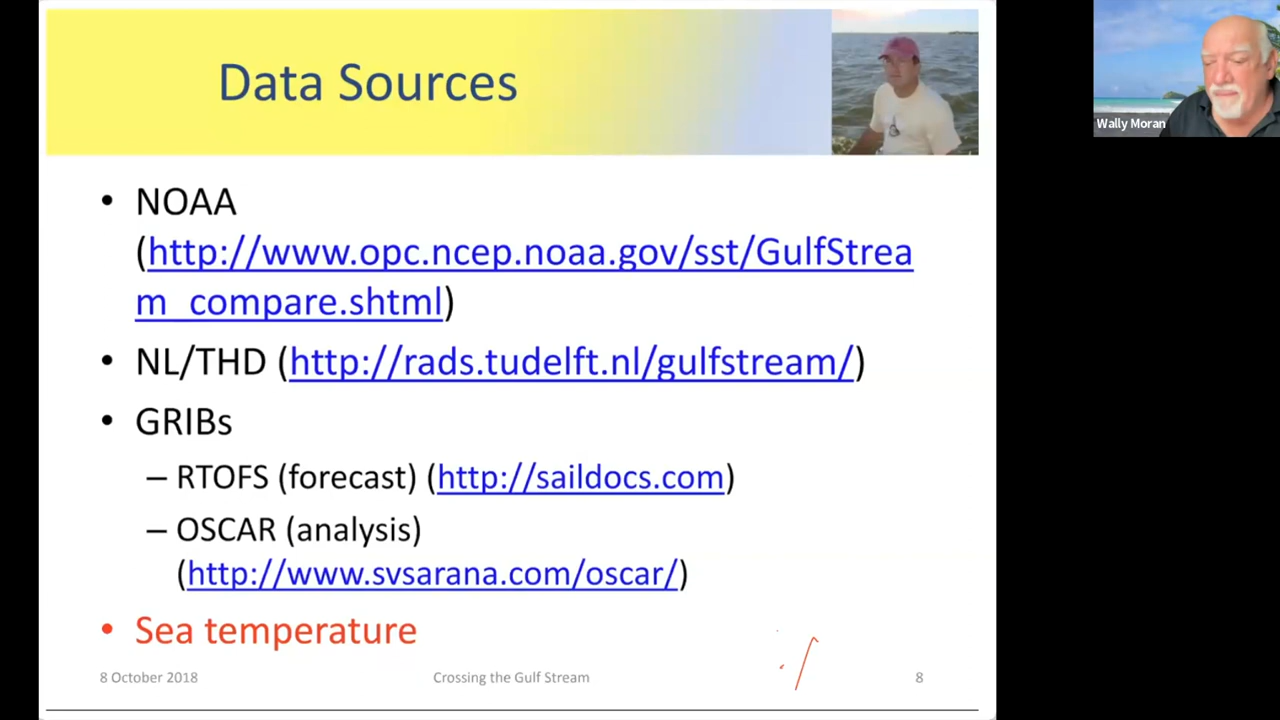 Data Sources
• NOAA
(http://www.opc.ncep.noaa.gov/sst/GulfStrea
m_compare.shtml)
• NL/THD (http://rads.tudelft.nl/gulfstream/)
• GRIBs
– RTOFS (forecast) (http://saildocs.com)
– OSCAR (analysis)
(http://www.svsarana.com/oscar/)
• Sea temperature
8 October 2018
Crossing the Gulf Stream
8
Wally Moran